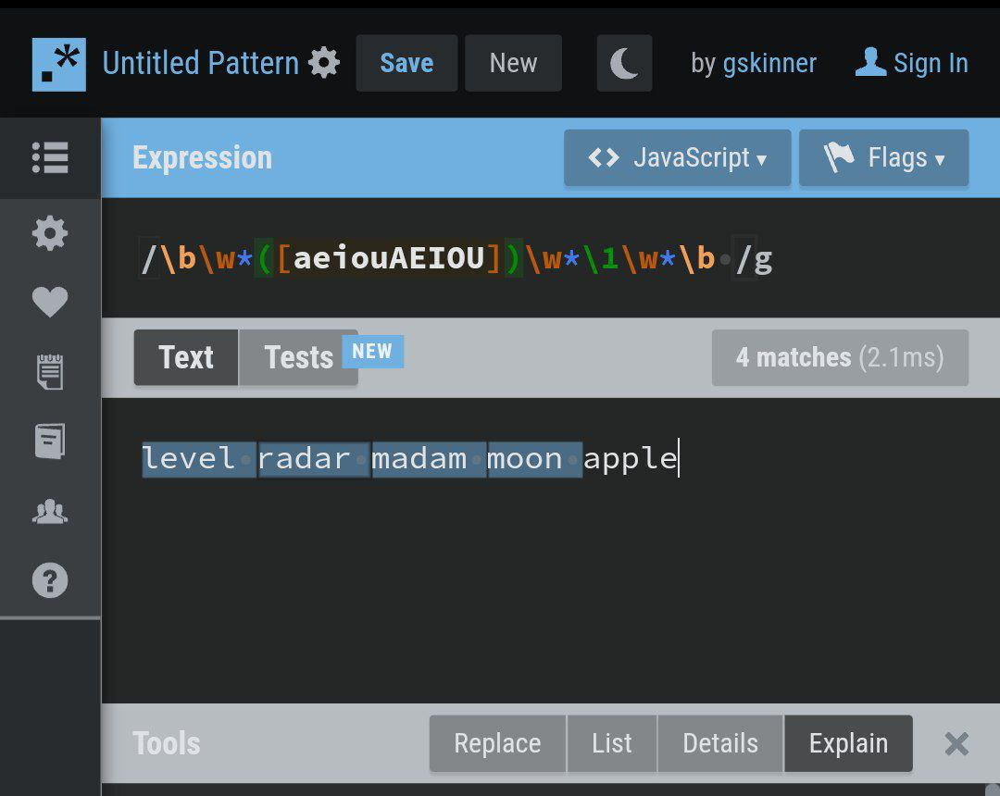 .* Untitled Pattern Save New by gskinner Sign In
Expression <> JavaScript ▾ Flags ▾
/\b\w*([aeiouAEIOU])\w*\1\w*\b /g
Text Tests NEW 4 matches (2.1ms)
level radar madam moon apple
Tools Replace List Details Explain